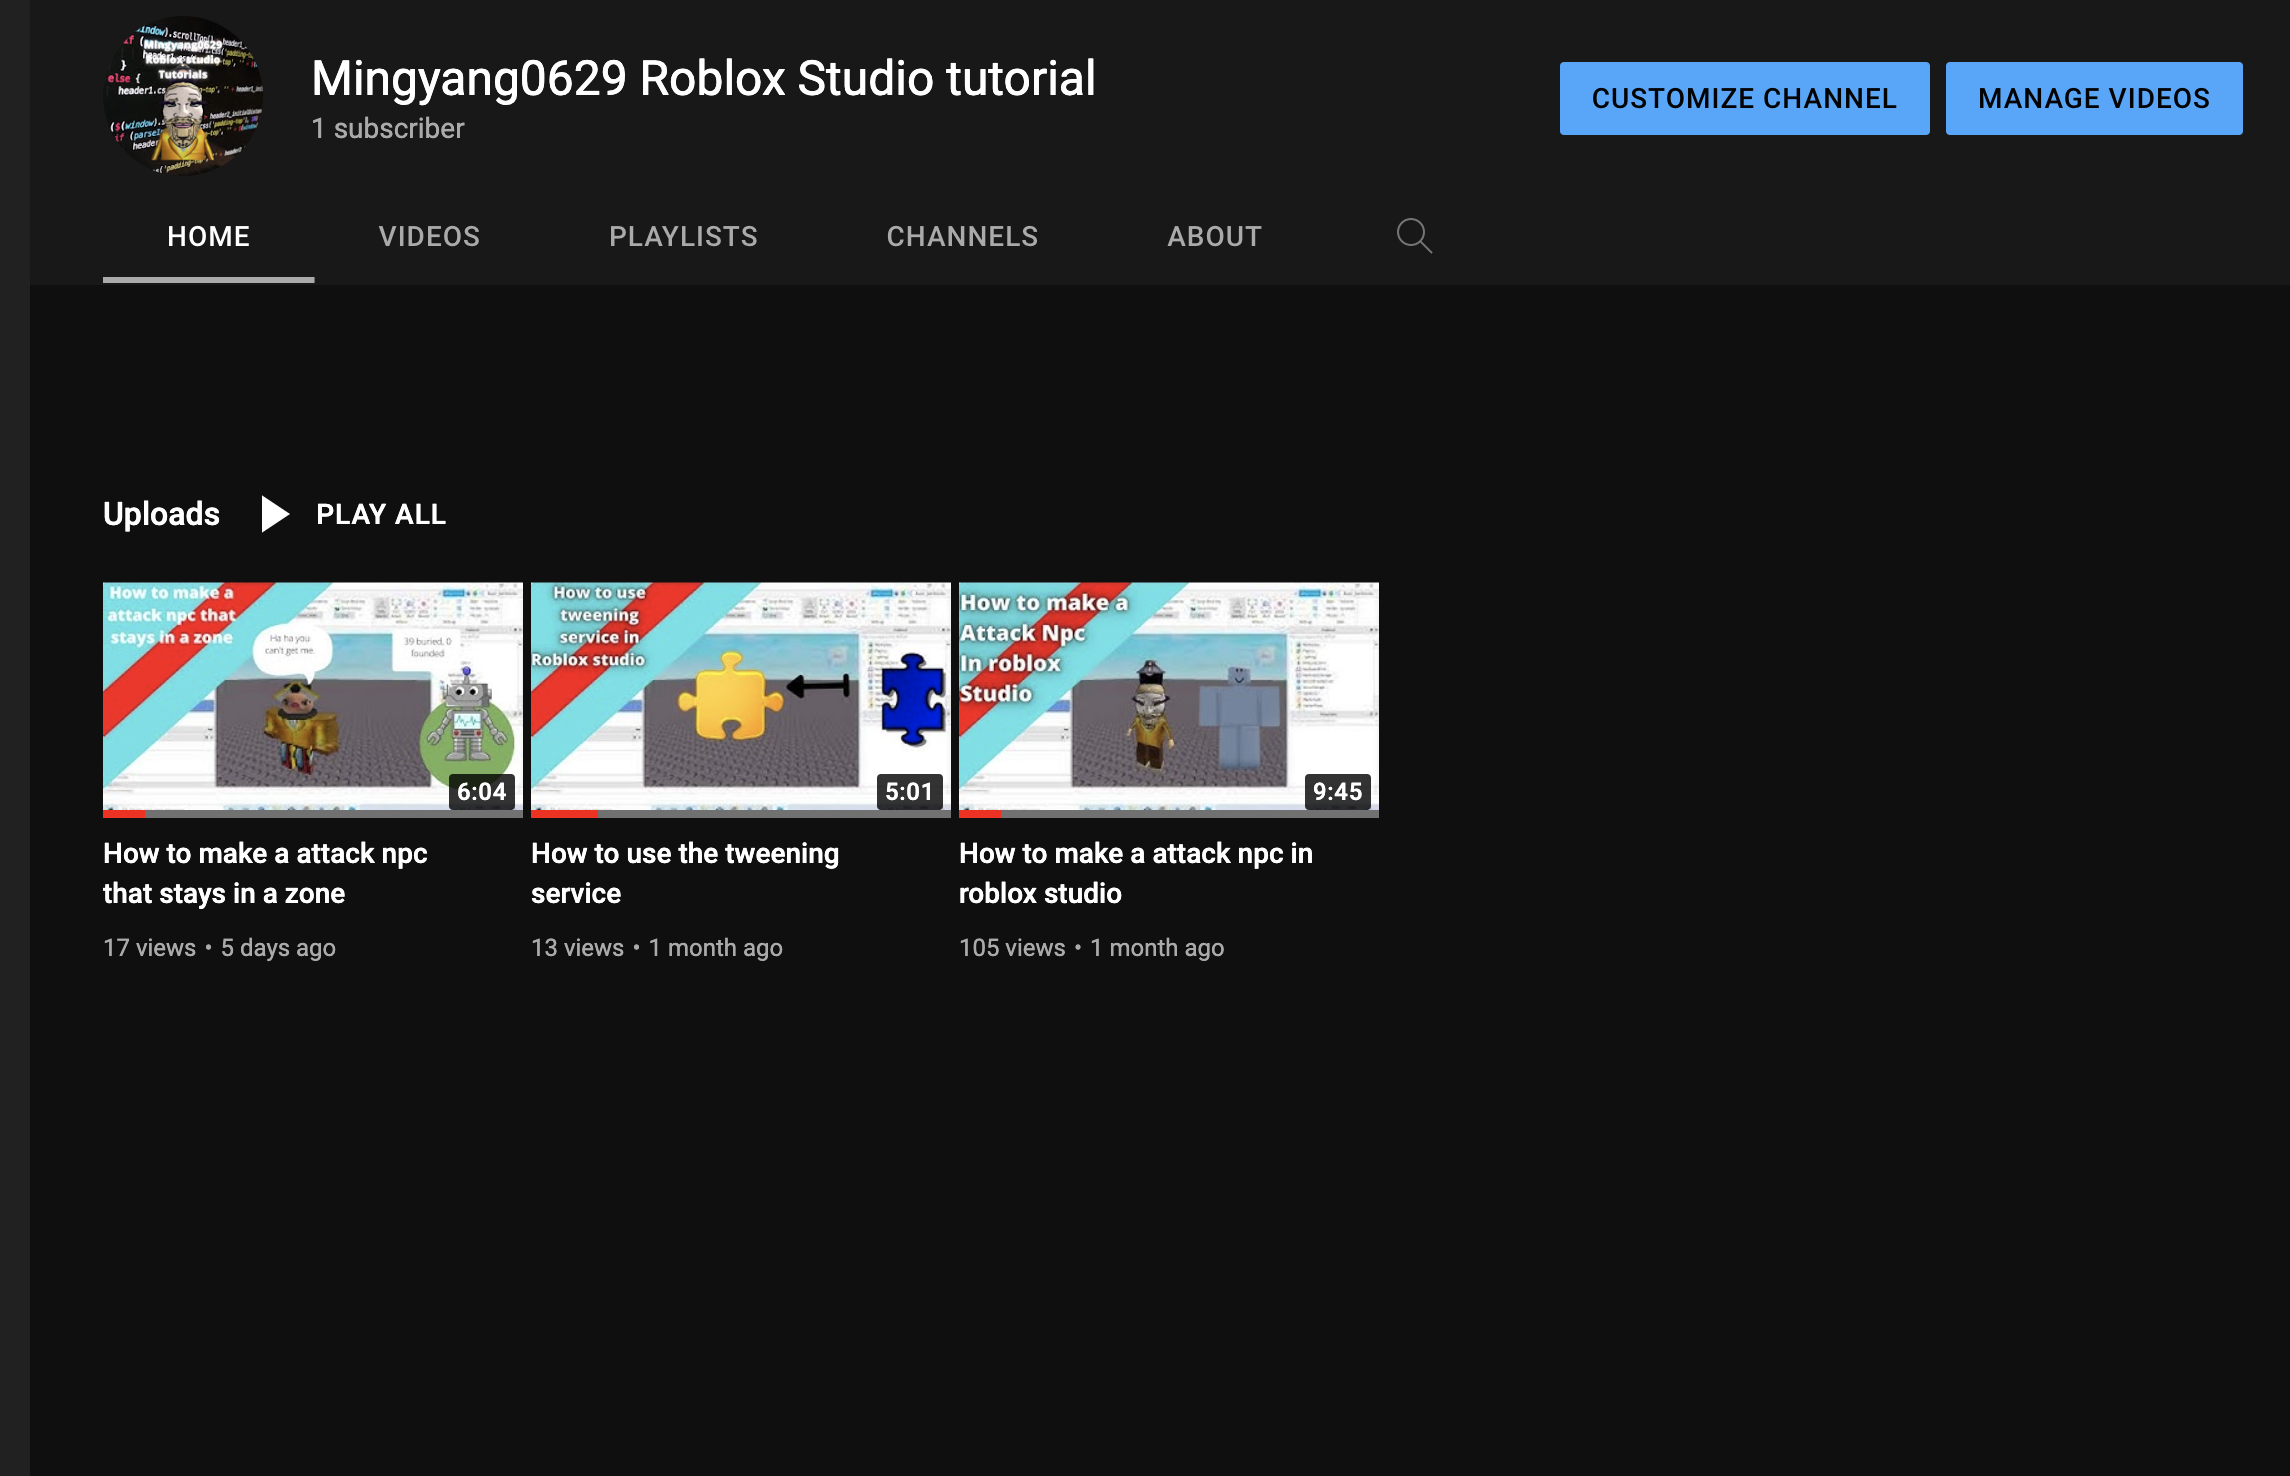 Mingyang0629
Roblox studio
Tutorials
Mingyang0629 Roblox Studio tutorial
1 subscriber
CUSTOMIZE CHANNEL
MANAGE VIDEOS
HOME
VIDEOS
PLAYLISTS
CHANNELS
ABOUT
Uploads
PLAY ALL
How to make a
attack npc that
stays in a zone
Ha ha you
can't get me.
39 buried, 0
founded
6:04
How to use
tweening
service in
Roblox studio
5:01
How to make a
Attack Npc
In roblox
Studio
9:45
How to make a attack npc
that stays in a zone
17 views • 5 days ago
How to use the tweening
service
13 views • 1 month ago
How to make a attack npc in
roblox studio
105 views • 1 month ago